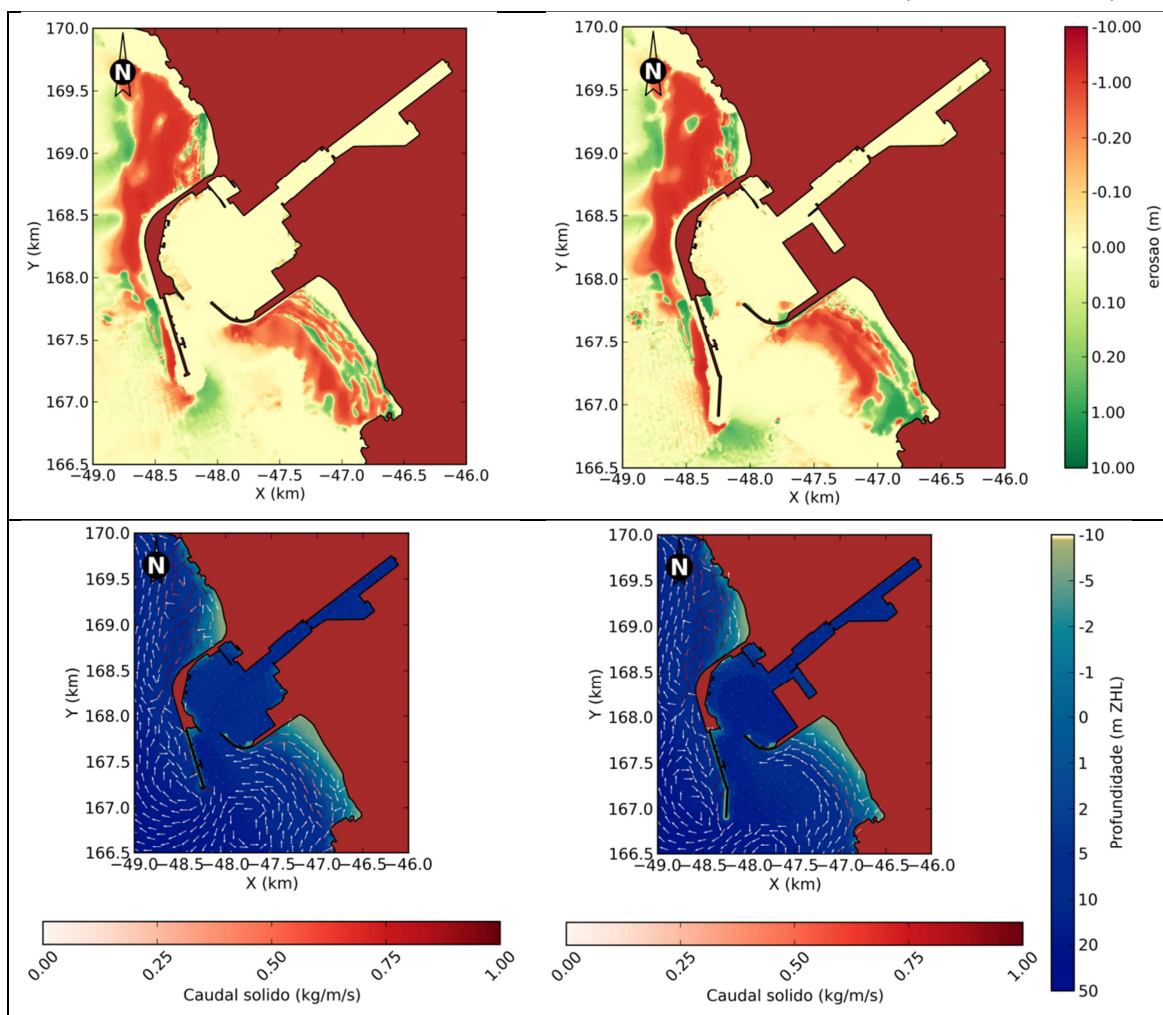 170.0
169.5
169.0
168.5
168.0
167.5
167.0
166.5
Y (km)
N
−49.0 −48.5 −48.0 −47.5 −47.0 −46.5 −46.0
X (km)
170.0
169.5
169.0
168.5
168.0
167.5
167.0
166.5
Y (km)
N
−49.0 −48.5 −48.0 −47.5 −47.0 −46.5 −46.0
X (km)
-10.00
-1.00
-0.20
-0.10
0.00
0.10
0.20
1.00
10.00
erosao (m)
170.0
169.5
169.0
168.5
168.0
167.5
167.0
166.5
Y (km)
N
−49.0 −48.5 −48.0 −47.5 −47.0 −46.5 −46.0
X (km)
170.0
169.5
169.0
168.5
168.0
167.5
167.0
166.5
Y (km)
N
−49.0 −48.5 −48.0 −47.5 −47.0 −46.5 −46.0
X (km)
-10
-5
-2
-1
0
1
2
5
10
20
50
Profundidade (m ZHL)
0.00 0.25 0.50 0.75 1.00
Caudal solido (kg/m/s)
0.00 0.25 0.50 0.75 1.00
Caudal solido (kg/m/s)